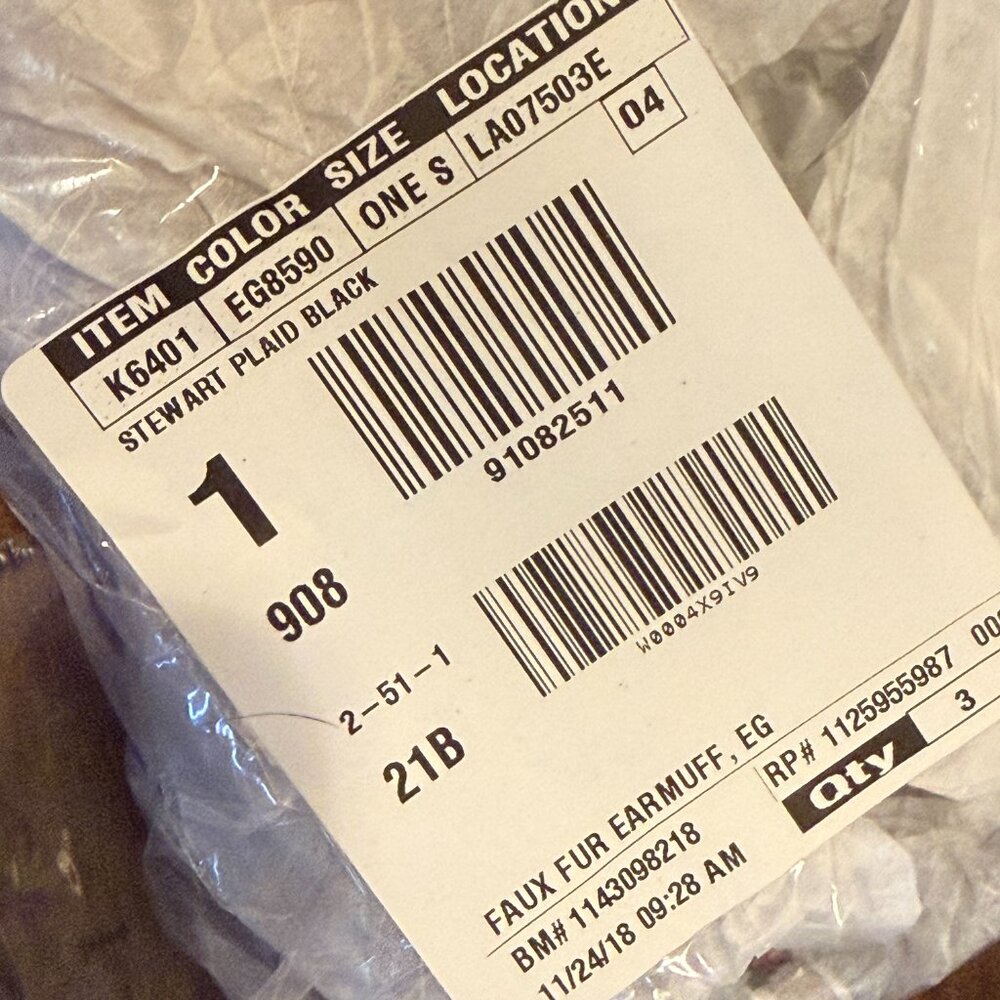 ITEM COLOR SIZE LOCATION
K6401 EG8590 ONE S LA07503E 04
STEWART PLAID BLACK
91082511
1
908
W0004X9IV9
2-51-1
21B
FAUX FUR EARMUFF, EG
RP# 1125955987
BM# 1143098218
Qty 3
11/24/18 09:28 AM